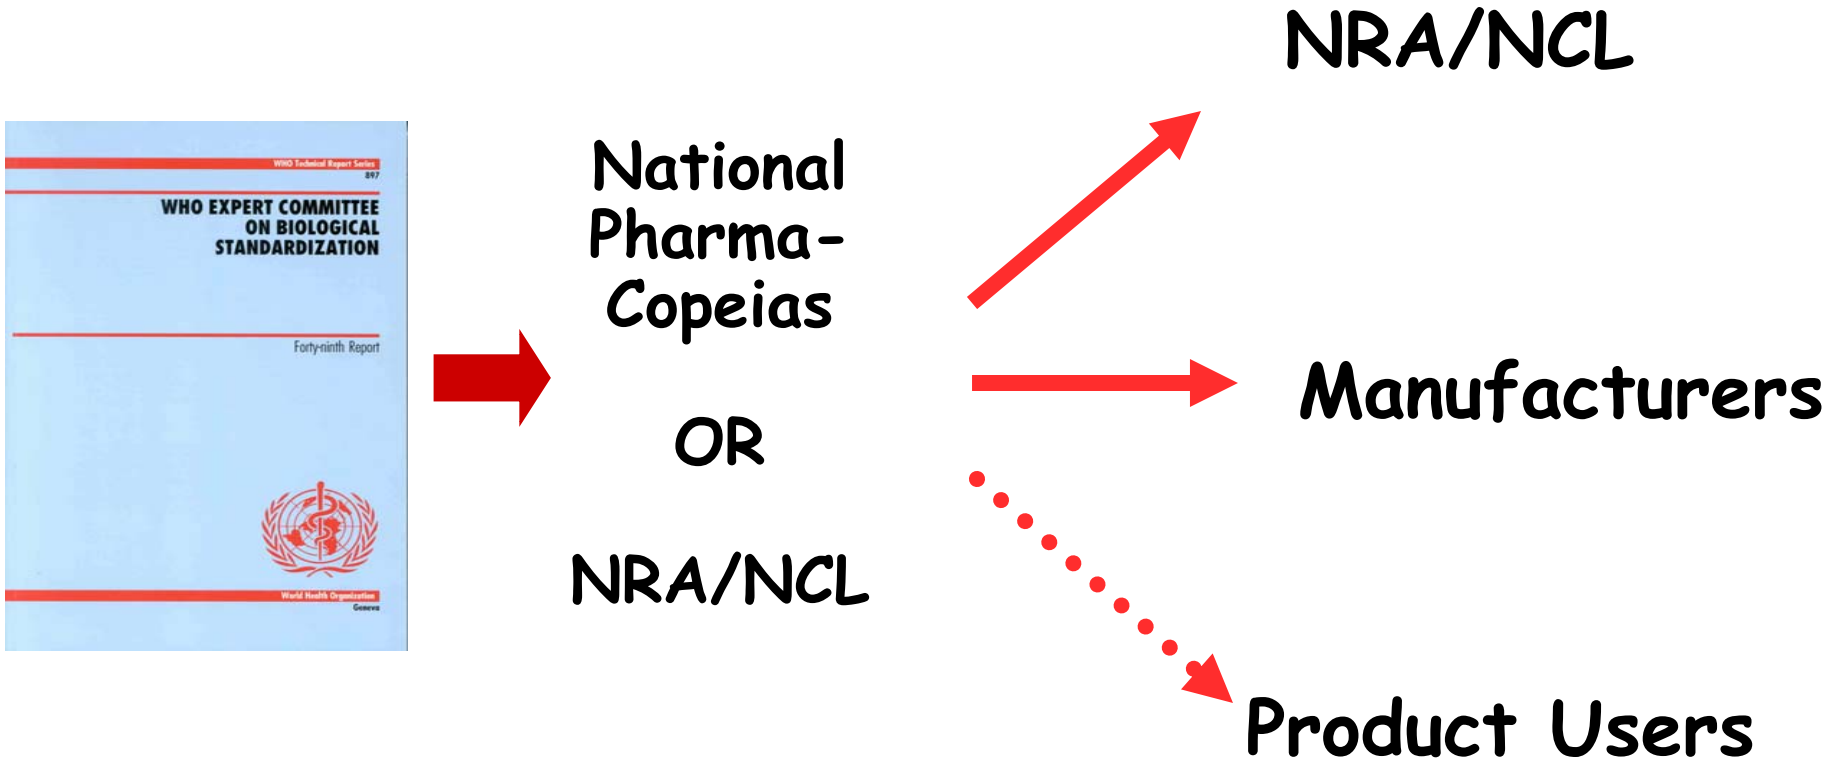 WHO Technical Report Series
897
WHO EXPERT COMMITTEE
ON BIOLOGICAL
STANDARDIZATION
Forty-ninth Report
World Health Organization
Geneva
National
Pharma-
Copeias
OR
NRA/NCL
NRA/NCL
Manufacturers
Product Users